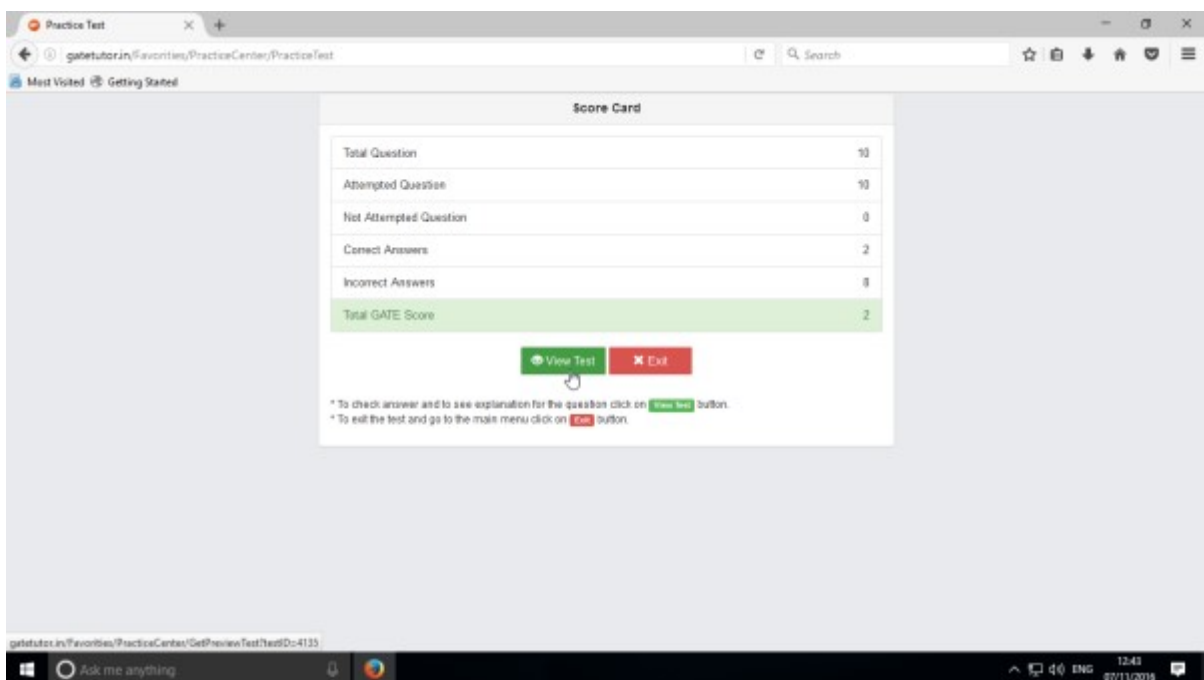 Practice Test
gatetutor.in/Favorities/PracticeCenter/PracticeTest
Search
Most Visited Getting Started
Score Card
Total Question 10
Attempted Question 10
Not Attempted Question 0
Correct Answers 2
Incorrect Answers 8
Total GATE Score 2
View Test Exit
* To check answer and to see explanation for the question click on View Test button.
* To exit the test and go to the main menu click on Exit button.
gatetutor.in/Favorities/PracticeCenter/GetPreviewTest?testID=4135
Ask me anything
ENG
12:43
07/11/2016